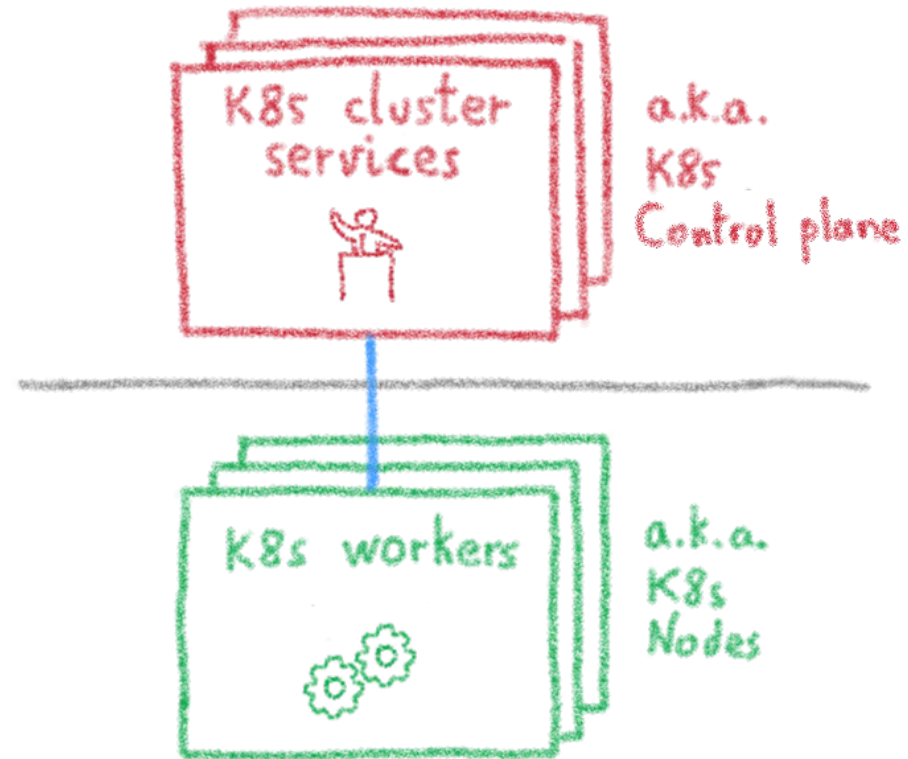 K8s cluster
services
a.k.a.
K8s
Control plane
K8s workers
a.k.a.
K8s
Nodes